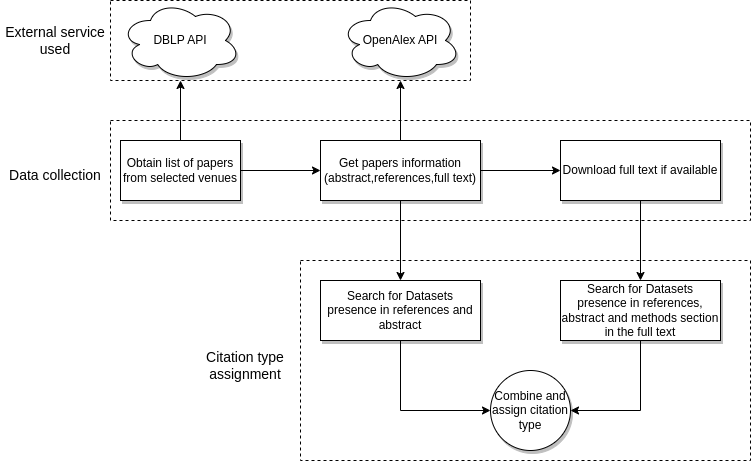 External service
used
DBLP API
OpenAlex API
Data collection
Obtain list of papers
from selected venues
Get papers information
(abstract,references,full text)
Download full text if available
Citation type
assignment
Search for Datasets
presence in references and
abstract
Search for Datasets
presence in references,
abstract and methods section
in the full text
Combine and
assign citation
type